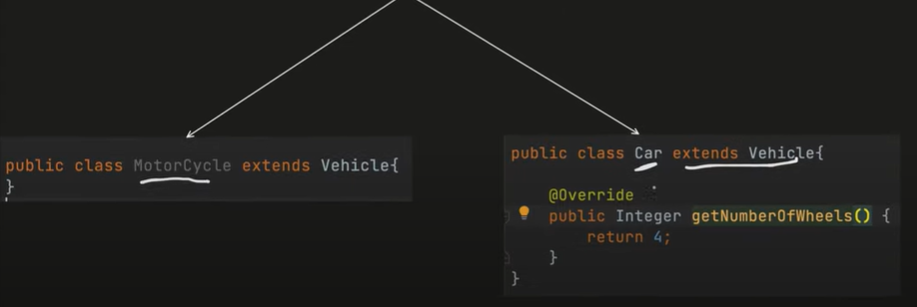 public class MotorCycle extends Vehicle{
}
public class Car extends Vehicle{
@Override
public Integer getNumberOfWheels() {
return 4;
}
}